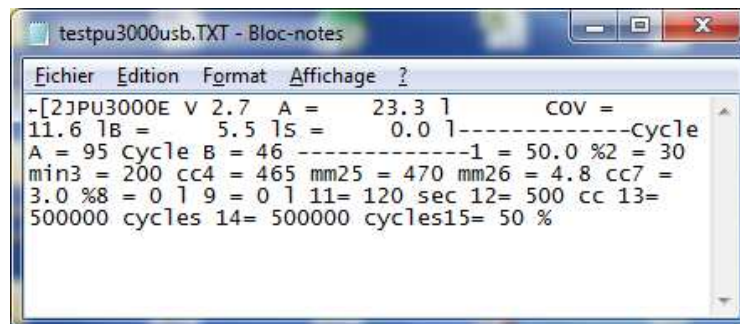 testpu3000usb.TXT - Bloc-notes
Fichier Edition Format Affichage ?
-[2JPU3000E V 2.7 A = 23.3 l COV =
11.6 lB = 5.5 lS = 0.0 l-------------Cycle
A = 95 Cycle B = 46 -------------1 = 50.0 %2 = 30
min3 = 200 cc4 = 465 mm25 = 470 mm26 = 4.8 cc7 =
3.0 %8 = 0 l 9 = 0 l 11= 120 sec 12= 500 cc 13=
500000 cycles 14= 500000 cycles15= 50 %